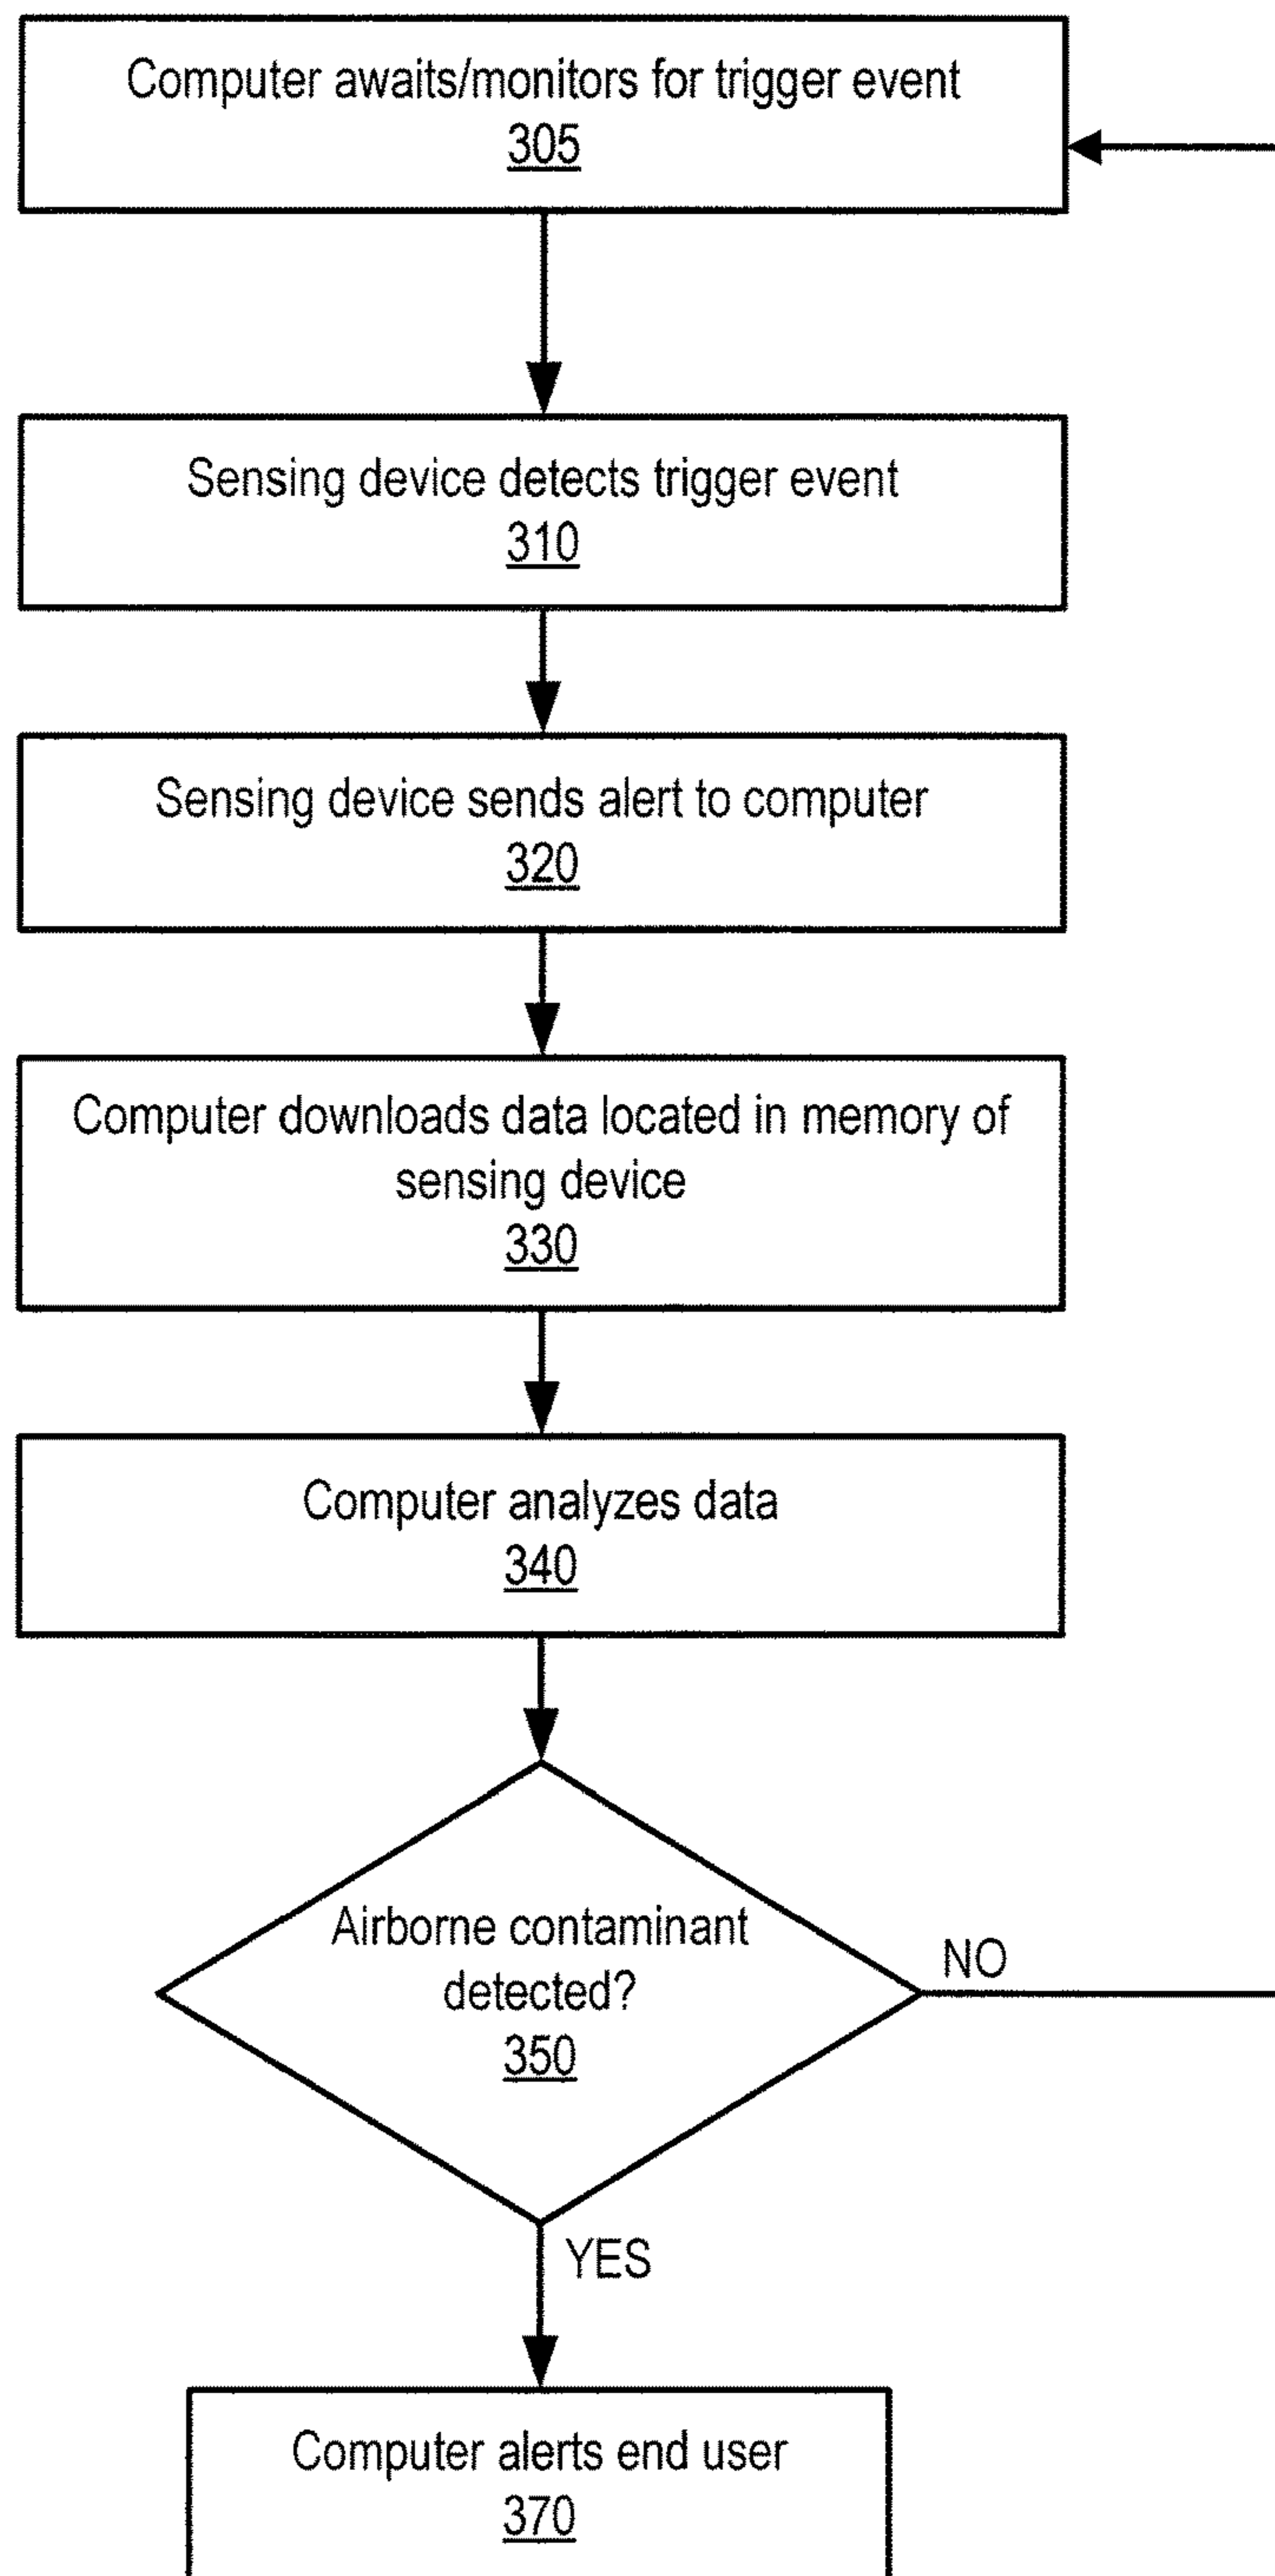 Computer awaits/monitors for trigger event
305
Sensing device detects trigger event
310
Sensing device sends alert to computer
320
Computer downloads data located in memory of
sensing device
330
Computer analyzes data
340
Airborne contaminant
detected?
350
NO
YES
Computer alerts end user
370